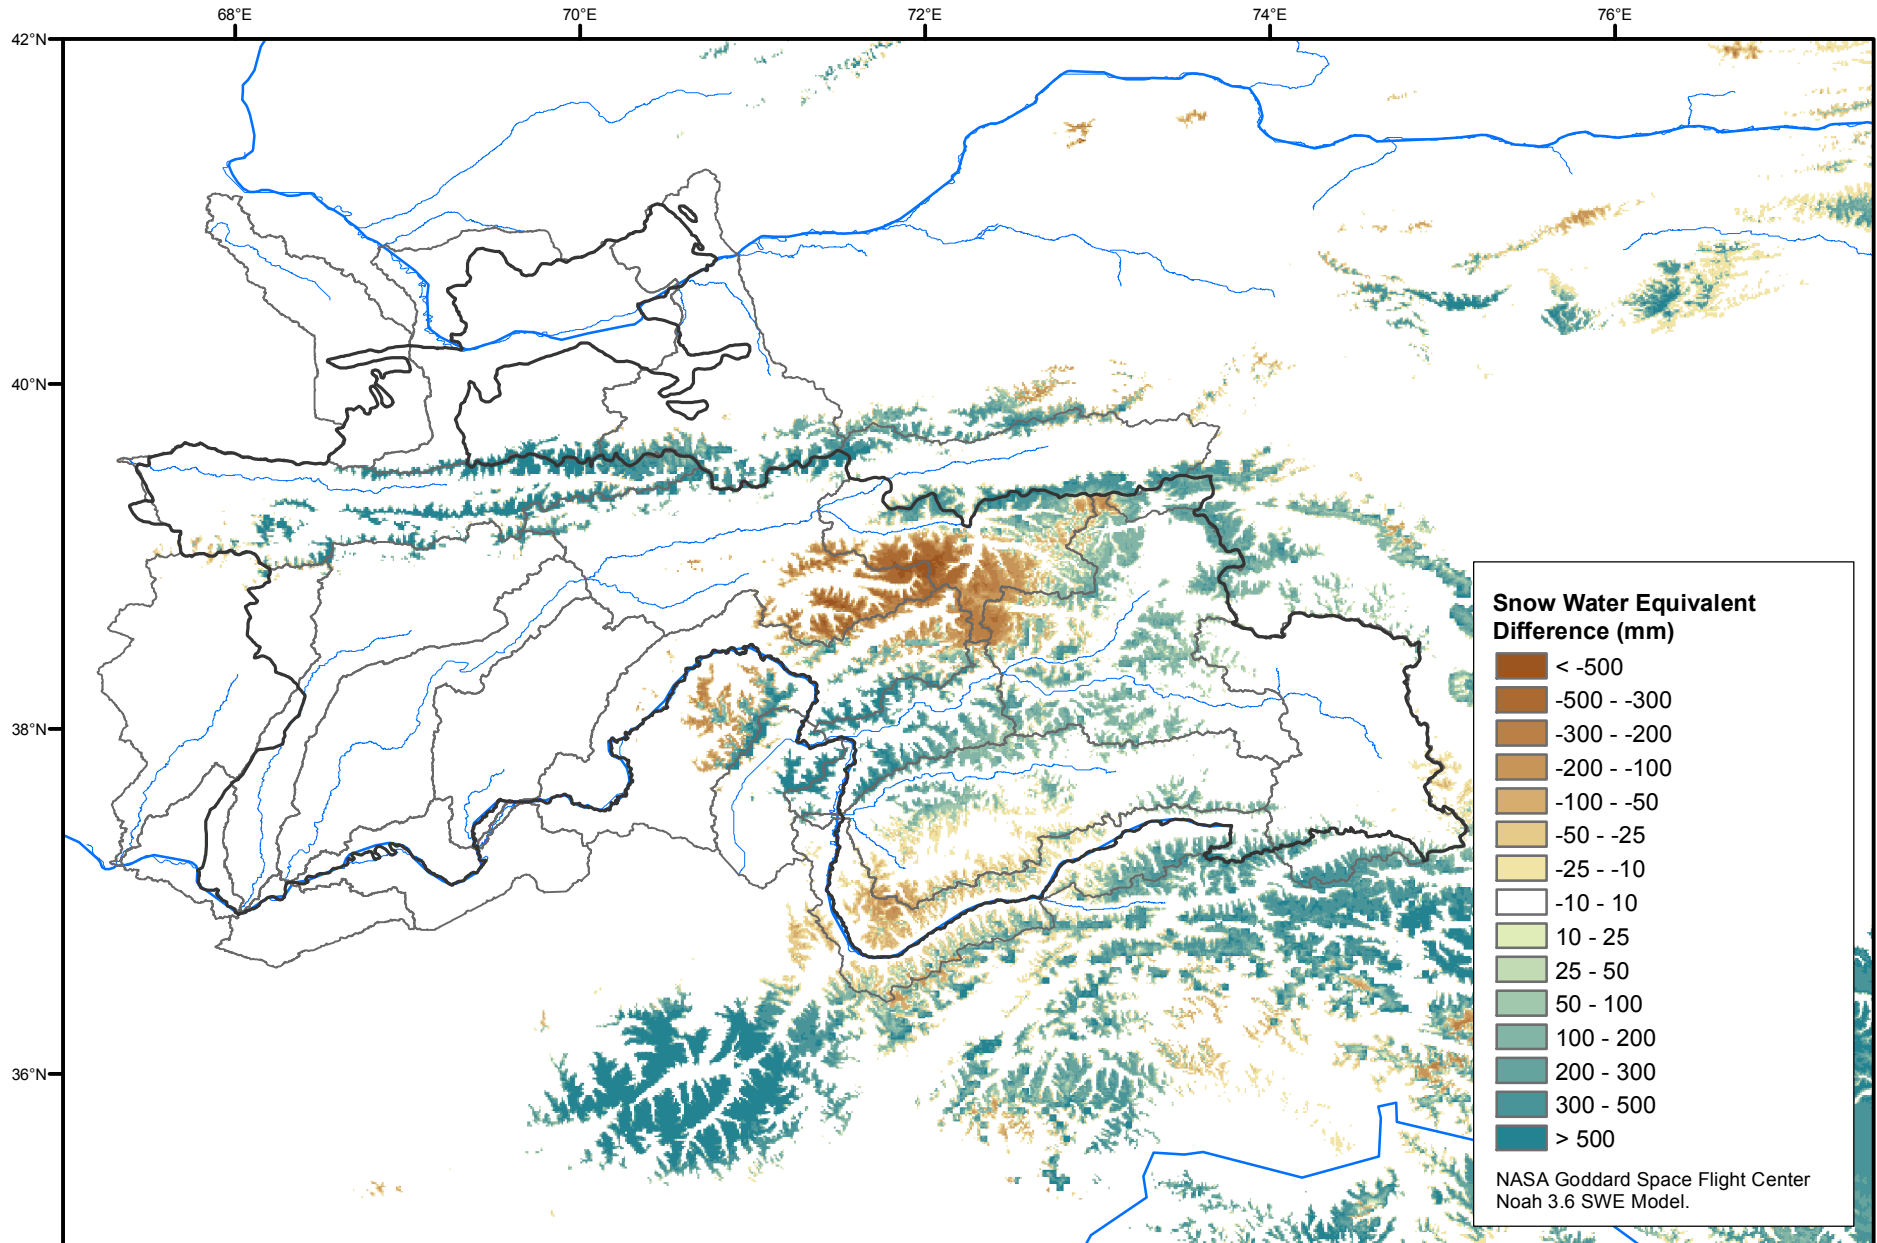 68°E
70°E
72°E
74°E
76°E
42°N
40°N
38°N
36°N
Snow Water Equivalent
Difference (mm)
< -500
-500 - -300
-300 - -200
-200 - -100
-100 - -50
-50 - -25
-25 - -10
-10 - 10
10 - 25
25 - 50
50 - 100
100 - 200
200 - 300
300 - 500
> 500
NASA Goddard Space Flight Center
Noah 3.6 SWE Model.